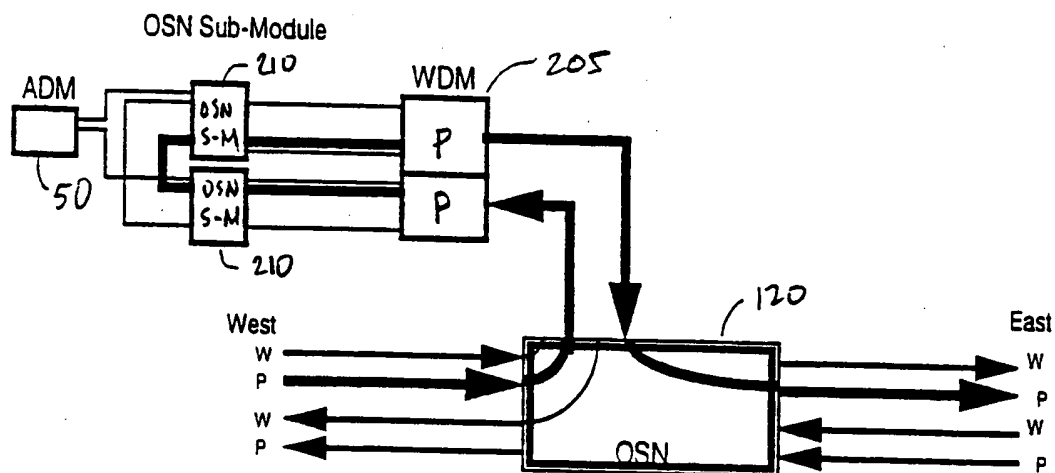 OSN Sub-Module
210
WDM
205
ADM
OSN
S-M
P
50
OSN
S-M
P
210
120
West
East
W
W
P
P
W
W
P
OSN
P